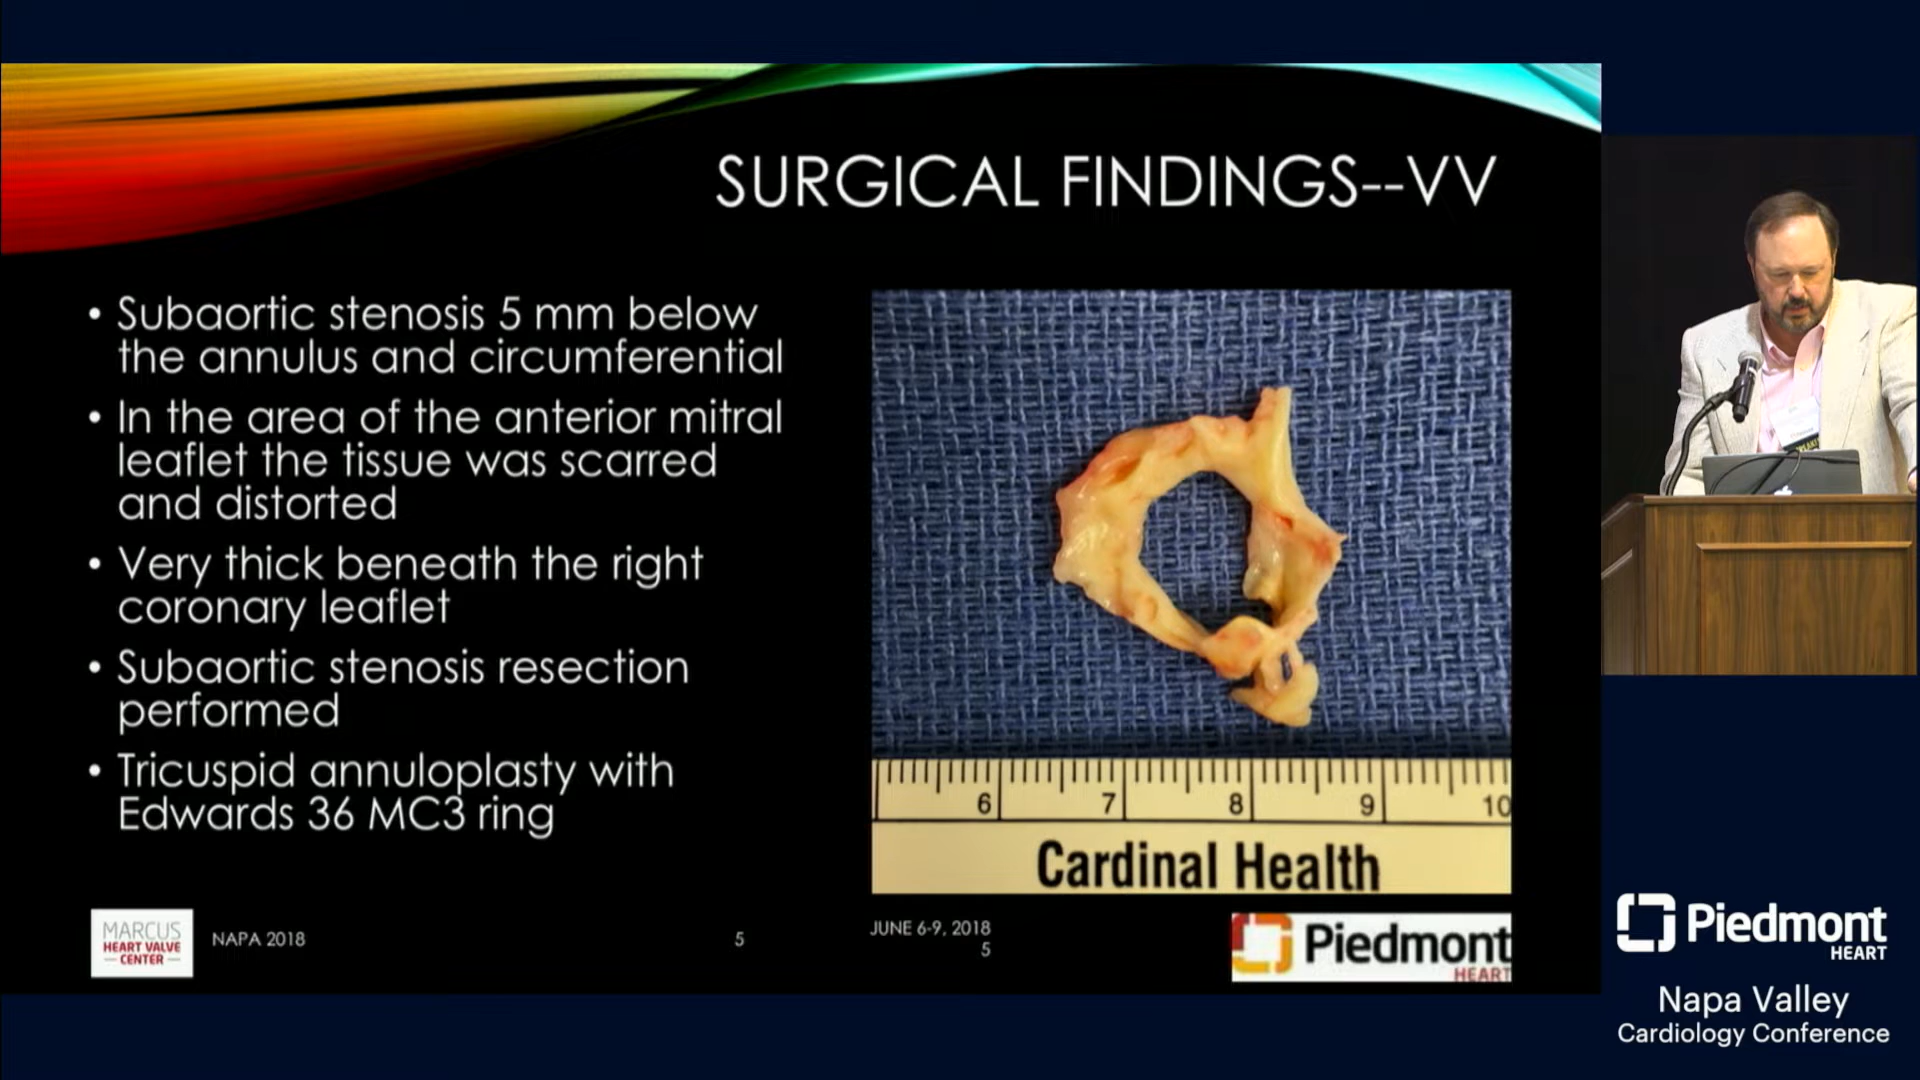 SURGICAL FINDINGS--VV
• Subaortic stenosis 5 mm below
the annulus and circumferential
• In the area of the anterior mitral
leaflet the tissue was scarred
and distorted
• Very thick beneath the right
coronary leaflet
• Subaortic stenosis resection
performed
• Tricuspid annuloplasty with
Edwards 36 MC3 ring
6 7 8 9 10
Cardinal Health
MARCUS
HEART VALVE
CENTER
NAPA 2018
5
JUNE 6-9, 2018
5
Piedmont
HEART
Piedmont
HEART
Napa Valley
Cardiology Conference